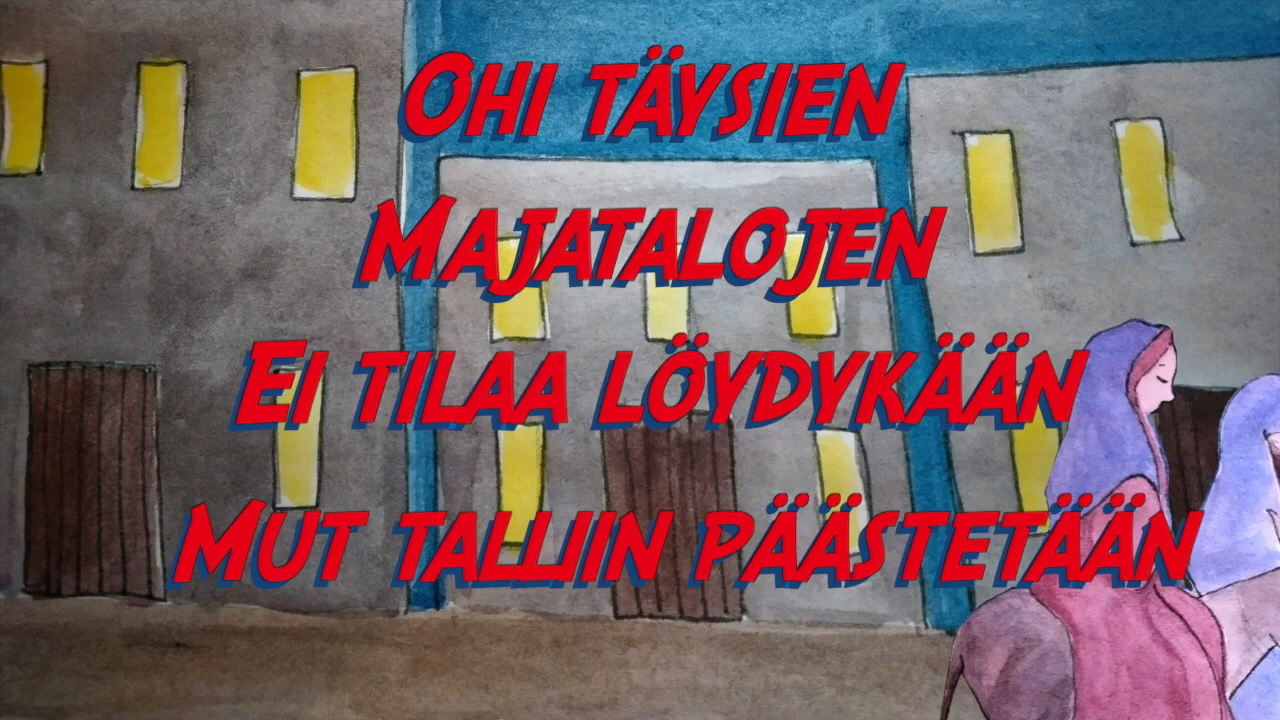 Ohi täysien
Majatalojen
Ei tilaa löydykään
Mut talliin päästetään